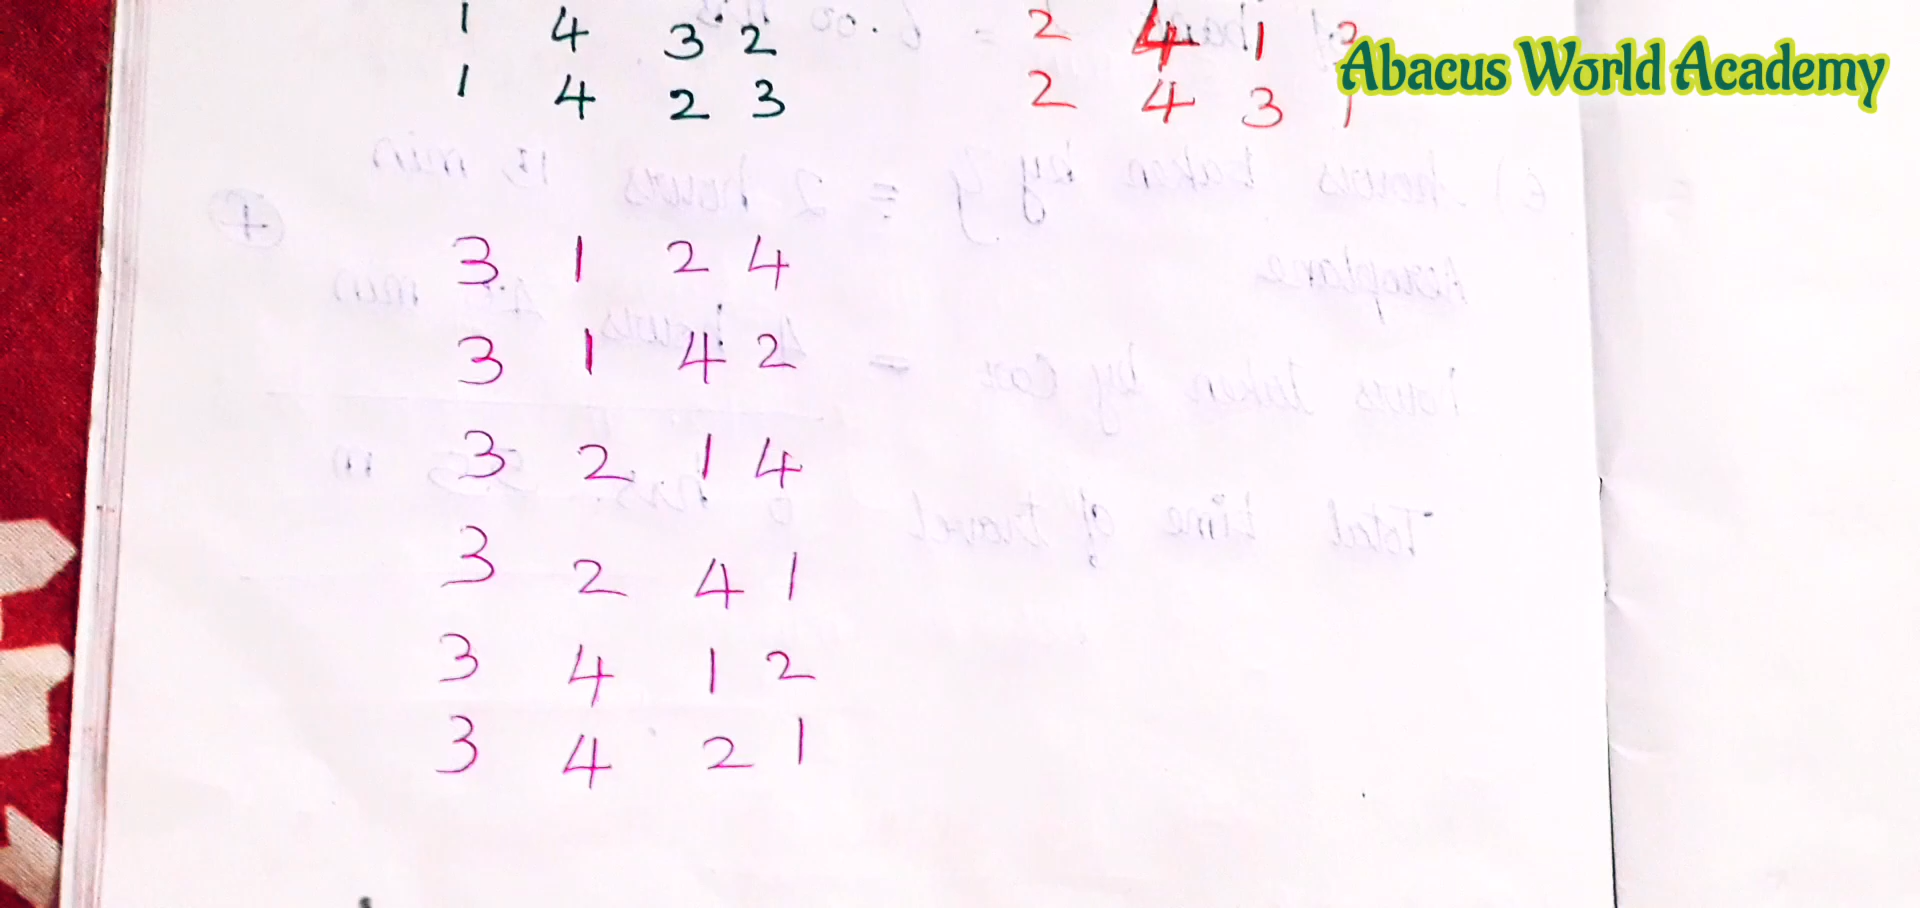 1 4 3 2
1 4 2 3
2 4 1 3
2 4 3 1
Abacus World Academy
3 1 2 4
3 1 4 2
3 2 1 4
3 2 4 1
3 4 1 2
3 4 2 1